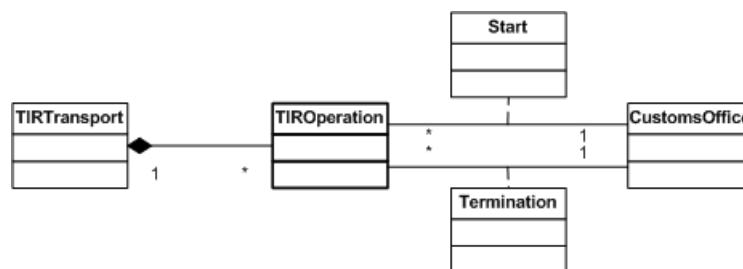 Start
TIRTransport
TIROperation
CustomsOffice
* 1
* 1
1 *
Termination